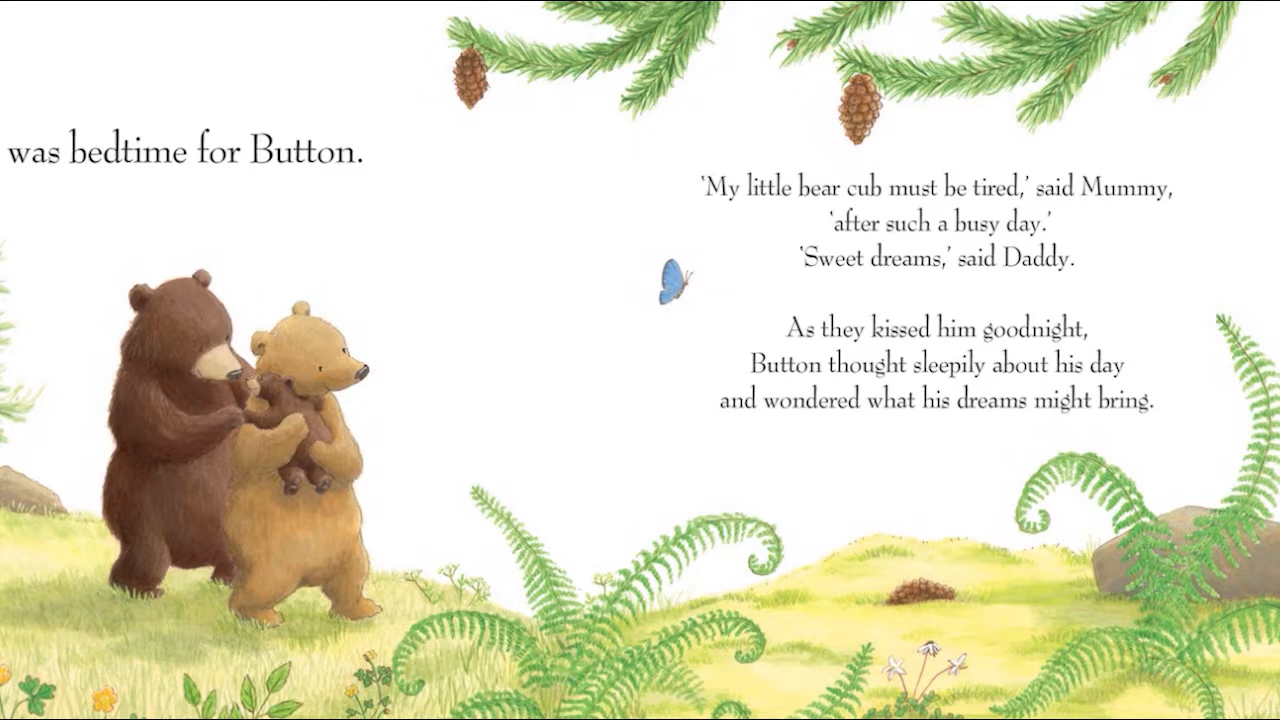 was bedtime for Button.
‘My little bear cub must be tired,’ said Mummy,
‘after such a busy day.’
‘Sweet dreams,’ said Daddy.
As they kissed him goodnight,
Button thought sleepily about his day
and wondered what his dreams might bring.